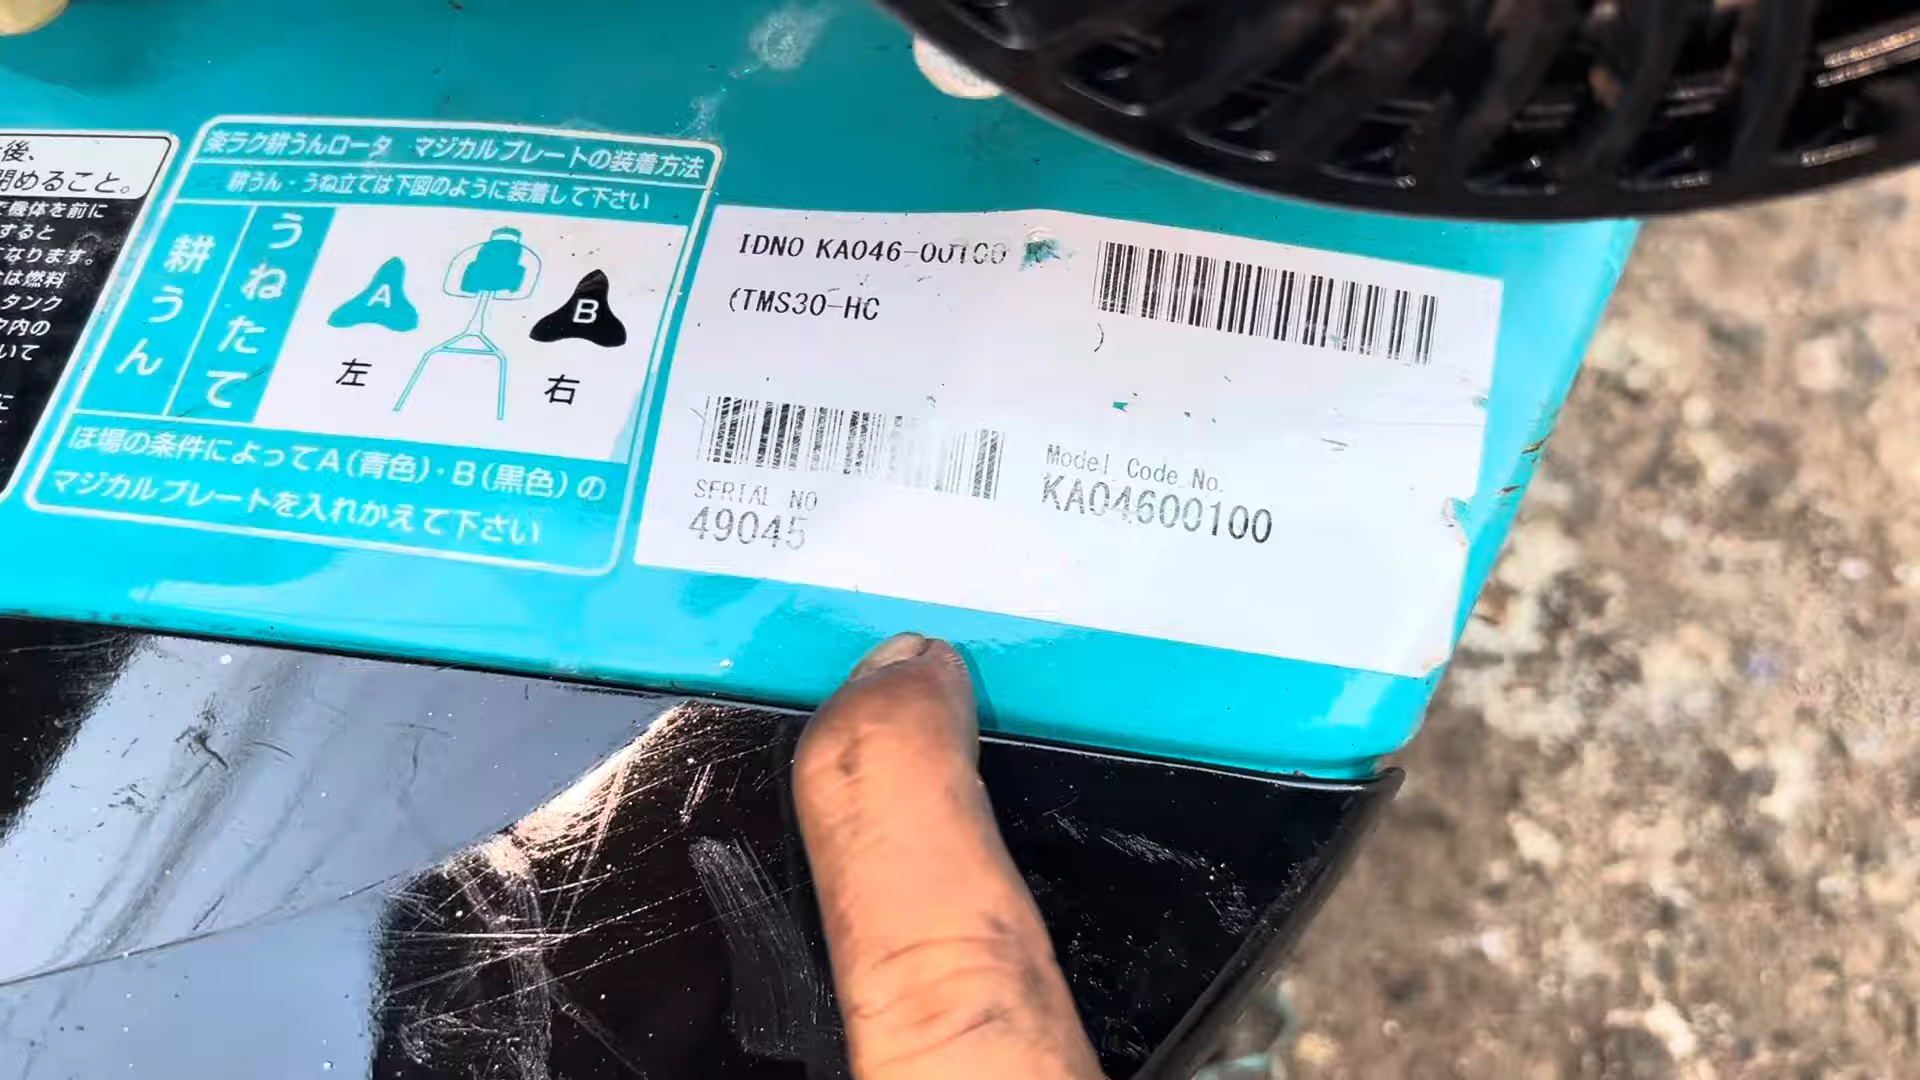 後、
閉めること。
で機体を前に
すると
になります。
は燃料
タンク
ク内の
いて
に
楽ラク耕うんロータ マジカルプレートの装着方法
耕うん・うね立ては下図のように装着して下さい
耕うん
うねたて
A
B
左
右
ほ場の条件によってA(青色)・B(黒色)の
マジカルプレートを入れかえて下さい
IDNO KA046-00100
(TMS30-HC
)
SERIAL NO
49045
Model Code No.
KA04600100